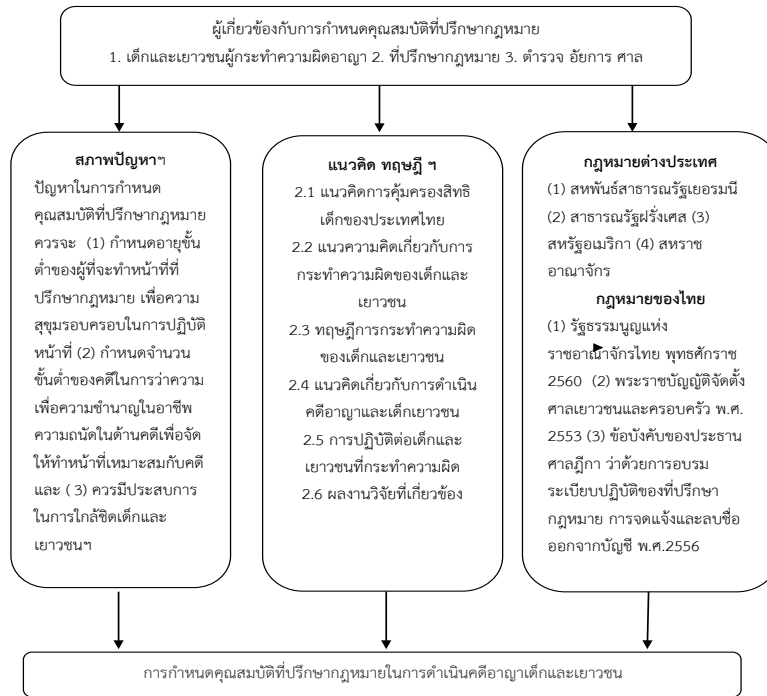 ผู้เกี่ยวข้องกับการกำหนดคุณสมบัติที่ปรึกษากฎหมาย
1. เด็กและเยาวชนผู้กระทำความผิดอาญา 2. ที่ปรึกษากฎหมาย 3. ตำรวจ อัยการ ศาล
สภาพปัญหาฯ
ปัญหาในการกำหนด
คุณสมบัติที่ปรึกษากฎหมาย
ควรจะ (1) กำหนดอายุขั้น
ต่ำของผู้ที่จะทำหน้าที่ที่
ปรึกษากฎหมาย เพื่อความ
สุขุมรอบครอบในการปฏิบัติ
หน้าที่ (2) กำหนดจำนวน
ขั้นต่ำของคดีในการว่าความ
เพื่อความชำนาญในอาชีพ
ความถนัดในด้านคดีเพื่อจัด
ให้ทำหน้าที่เหมาะสมกับคดี
และ (3) ควรมีประสบการ
ในการใกล้ชิดเด็กและ
เยาวชนฯ
แนวคิด ทฤษฎี ฯ
2.1 แนวคิดการคุ้มครองสิทธิ
เด็กของประเทศไทย
2.2 แนวความคิดเกี่ยวกับการ
กระทำความผิดของเด็กและ
เยาวชน
2.3 ทฤษฎีการกระทำความผิด
ของเด็กและเยาวชน
2.4 แนวคิดเกี่ยวกับการดำเนิน
คดีอาญาและเด็กเยาวชน
2.5 การปฏิบัติต่อเด็กและ
เยาวชนที่กระทำความผิด
2.6 ผลงานวิจัยที่เกี่ยวข้อง
กฎหมายต่างประเทศ
(1) สหพันธ์สาธารณรัฐเยอรมนี
(2) สาธารณรัฐฝรั่งเศส (3)
สหรัฐอเมริกา (4) สหราช
อาณาจักร
กฎหมายของไทย
(1) รัฐธรรมนูญแห่ง
ราชอาณาจักรไทย พุทธศักราช
2560 (2) พระราชบัญญัติจัดตั้ง
ศาลเยาวชนและครอบครัว พ.ศ.
2553 (3) ข้อบังคับของประธาน
ศาลฎีกา ว่าด้วยการอบรม
ระเบียบปฏิบัติของที่ปรึกษา
กฎหมาย การจดแจ้งและลบชื่อ
ออกจากบัญชี พ.ศ.2556
การกำหนดคุณสมบัติที่ปรึกษากฎหมายในการดำเนินคดีอาญาเด็กและเยาวชน